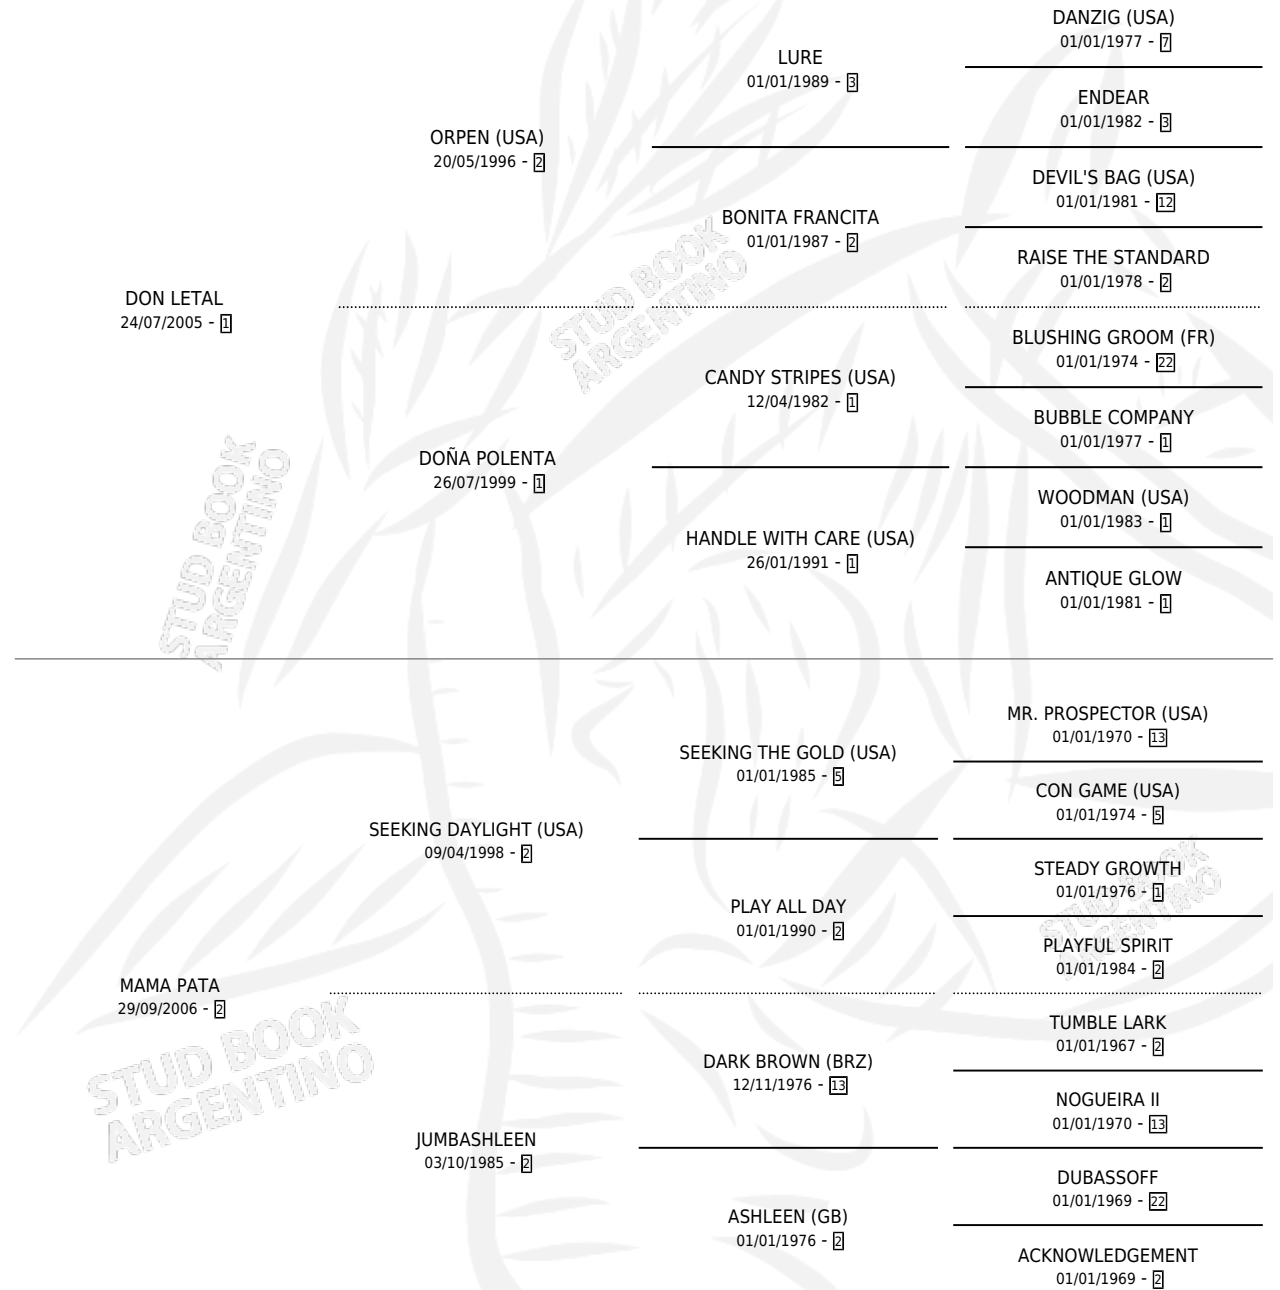 DANZIG (USA)
01/01/1977 - 7
LURE
01/01/1989 - 3
ENDEAR
01/01/1982 - 3
ORPEN (USA)
20/05/1996 - 2
DEVIL'S BAG (USA)
01/01/1981 - 12
BONITA FRANCITA
01/01/1987 - 2
RAISE THE STANDARD
01/01/1978 - 2
DON LETAL
24/07/2005 - 1
STUD BOOK
ARGENTINO
BLUSHING GROOM (FR)
01/01/1974 - 22
CANDY STRIPES (USA)
12/04/1982 - 1
BUBBLE COMPANY
01/01/1977 - 1
DOÑA POLENTA
26/07/1999 - 1
WOODMAN (USA)
01/01/1983 - 1
HANDLE WITH CARE (USA)
26/01/1991 - 1
ANTIQUE GLOW
01/01/1981 - 1
STUD BOOK
ARGENTINO
MR. PROSPECTOR (USA)
01/01/1970 - 13
SEEKING THE GOLD (USA)
01/01/1985 - 5
CON GAME (USA)
01/01/1974 - 5
SEEKING DAYLIGHT (USA)
09/04/1998 - 2
STEADY GROWTH
01/01/1976 - 1
STUD BOOK
ARGENTINO
PLAY ALL DAY
01/01/1990 - 2
PLAYFUL SPIRIT
01/01/1984 - 2
MAMA PATA
29/09/2006 - 2
STUD BOOK
ARGENTINO
TUMBLE LARK
01/01/1967 - 2
DARK BROWN (BRZ)
12/11/1976 - 13
NOGUEIRA II
01/01/1970 - 13
JUMBASHLEEN
03/10/1985 - 2
DUBASSOFF
01/01/1969 - 22
ASHLEEN (GB)
01/01/1976 - 2
ACKNOWLEDGEMENT
01/01/1969 - 2